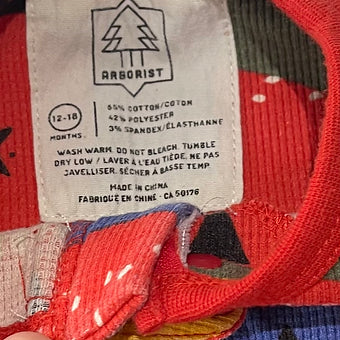 ARBORIST
12-18
MONTHS.
55% COTTON/COTON
42% POLYESTER
3% SPANDEX/ÉLASTHANNE
WASH WARM. DO NOT BLEACH. TUMBLE
DRY LOW / LAVER À L'EAU TIÈDE. NE PAS
JAVELLISER. SÉCHER À BASSE TEMP
MADE IN CHINA
FABRIQUÉ EN CHINE · CA 50176